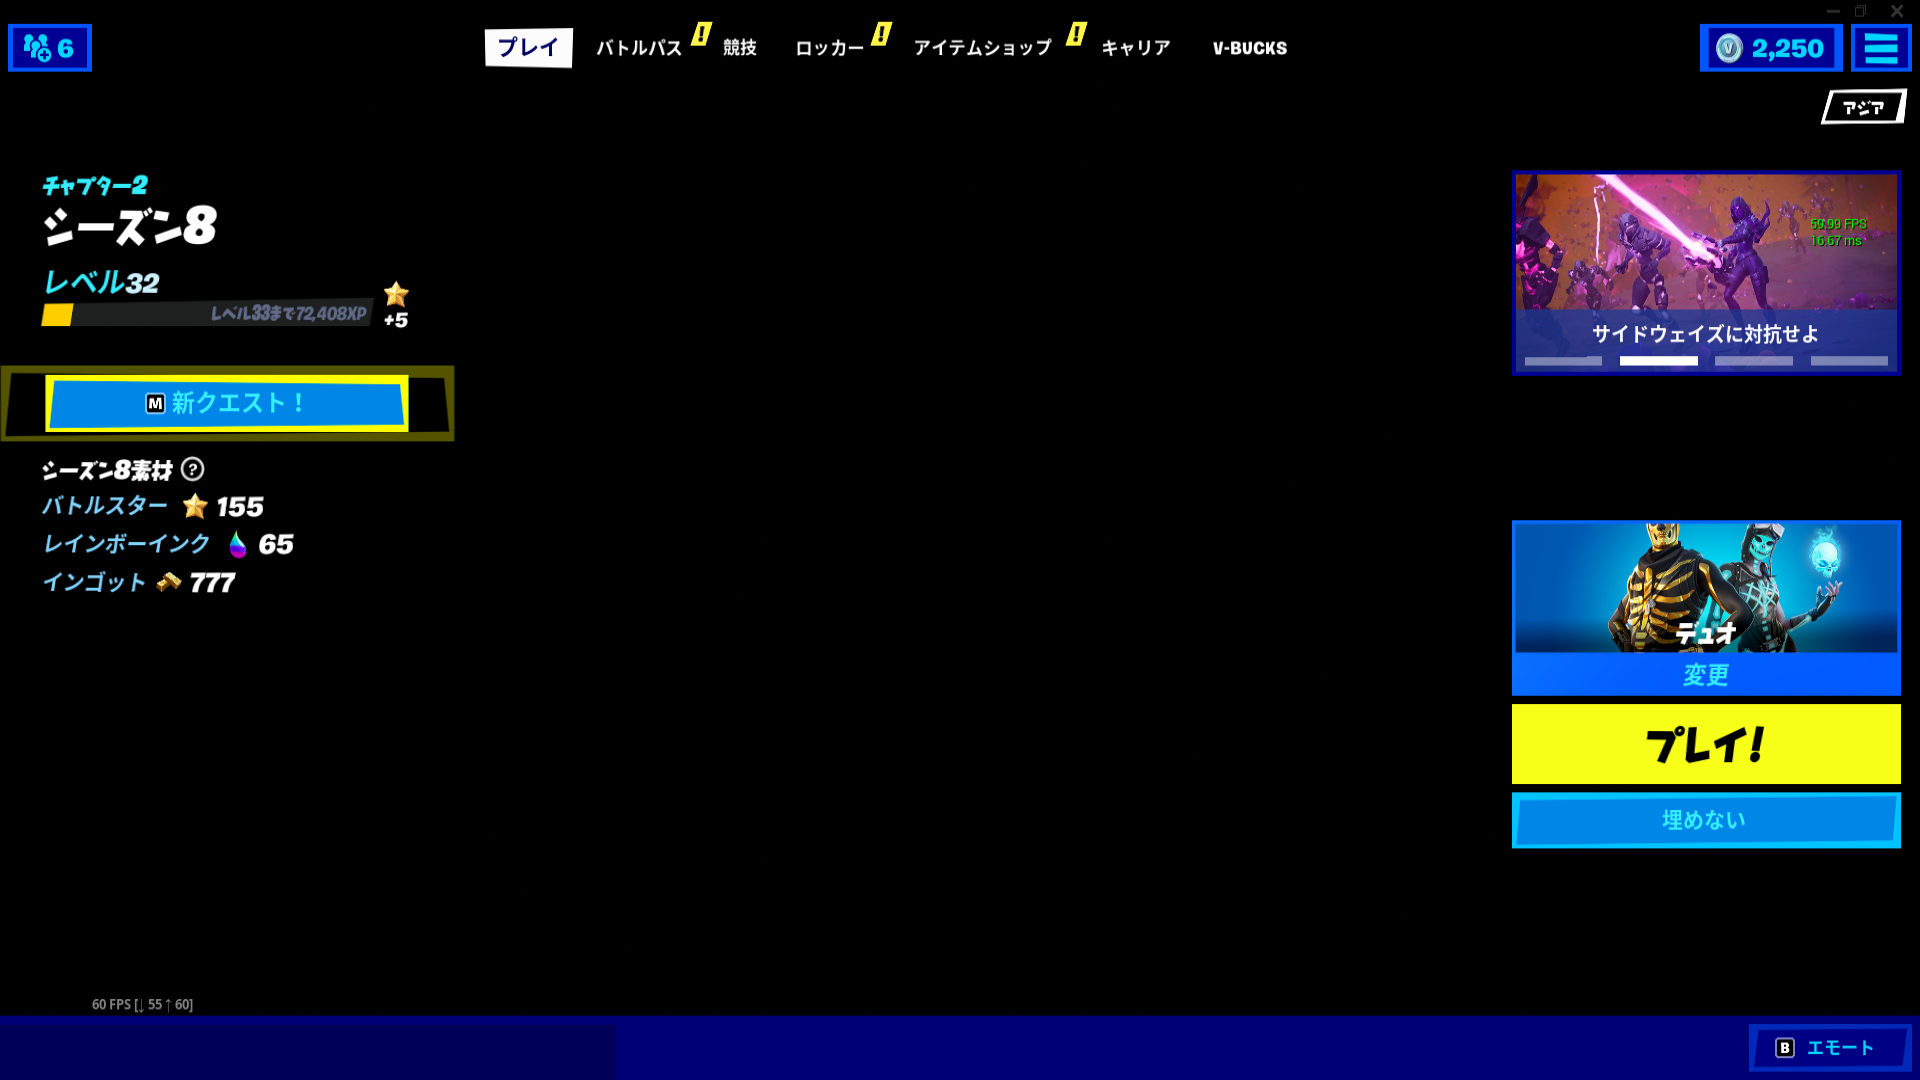 6
プレイ
バトルパス
競技
ロッカー
アイテムショップ
キャリア
V-BUCKS
2,250
アジア
チャプター2
シーズン8
レベル32
レベル33まで72,408XP
+5
M 新クエスト！
シーズン8素材 ?
バトルスター 155
レインボーインク 65
インゴット 777
59.99 FPS
16.67 ms
サイドウェイズに対抗せよ
デュオ
変更
プレイ!
埋めない
60 FPS [↓ 55 ↑ 60]
B エモート